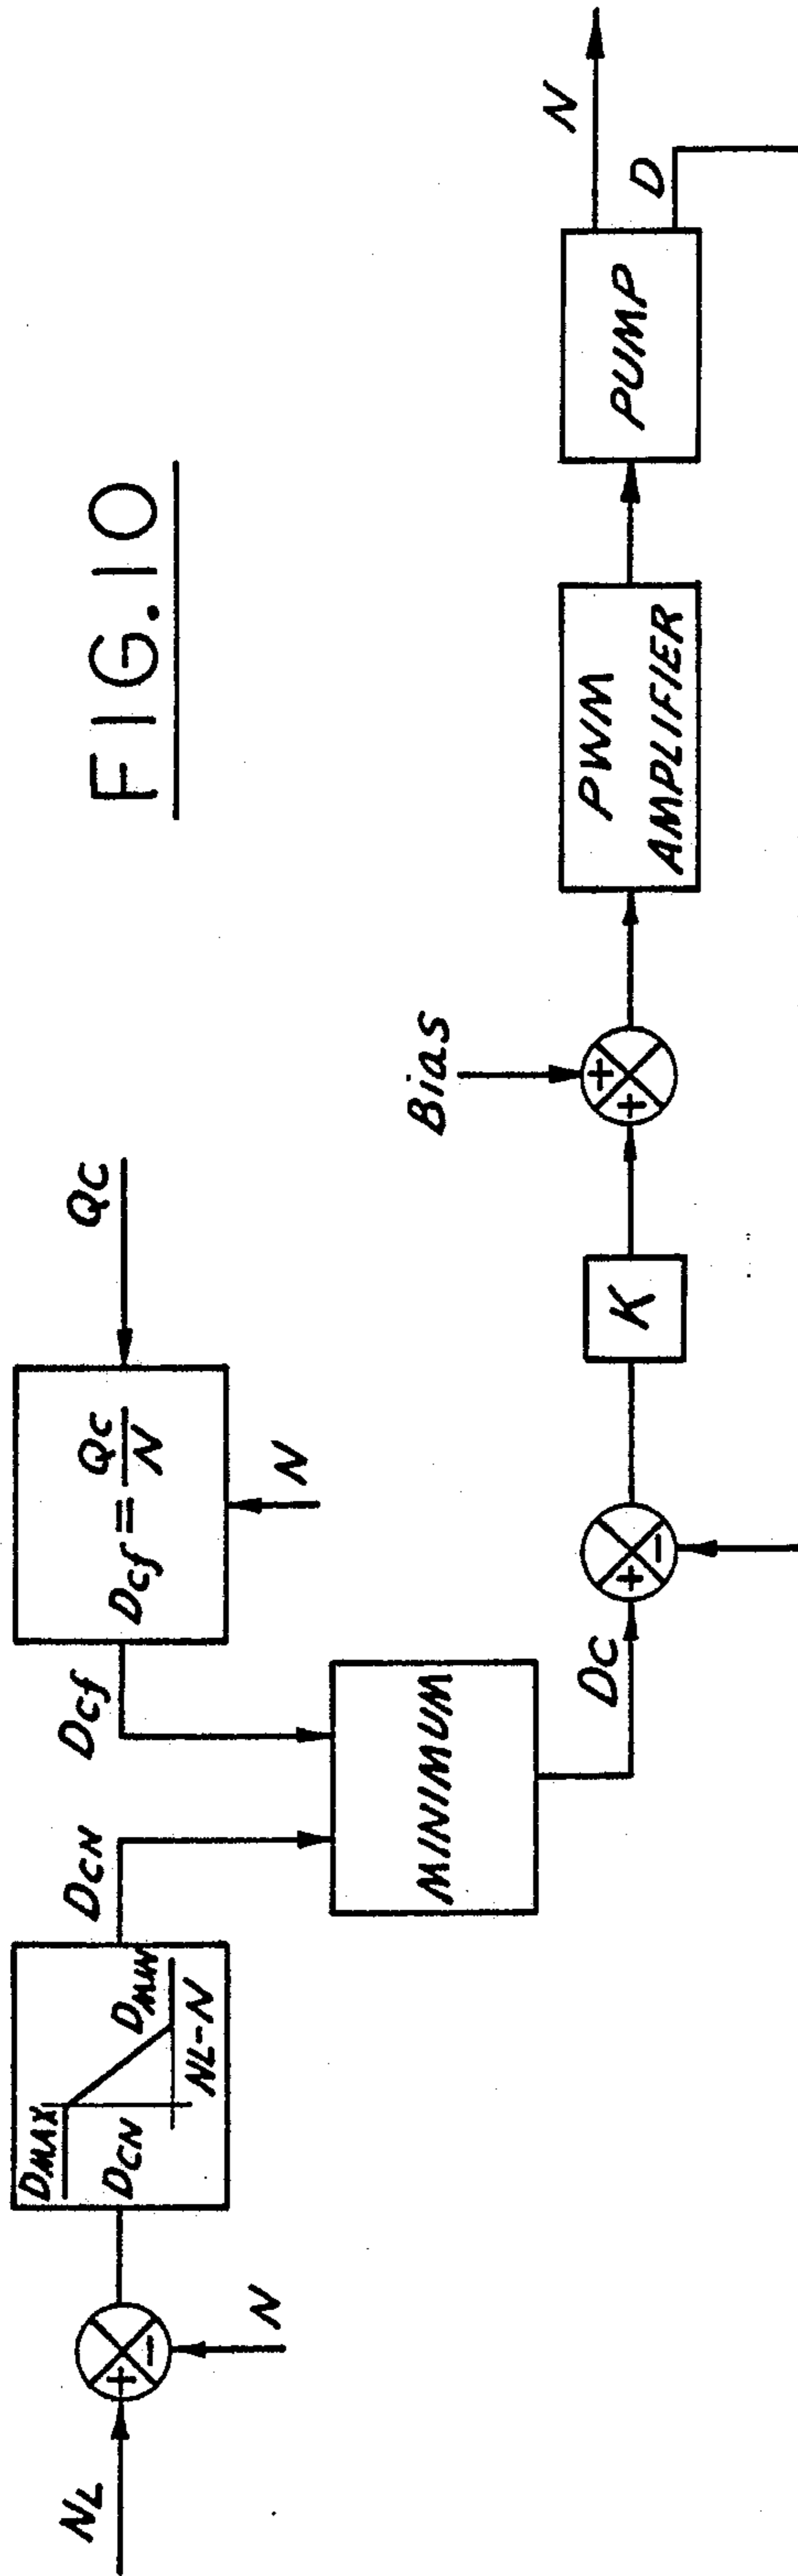 FIG. 10
NL
+
−
N
DMAX
DCN
DMIN
NL-N
DCN
Dcf
Dcf = Qc/N
Qc
N
MINIMUM
DC
+
−
K
Bias
+
+
PWM
AMPLIFIER
PUMP
N
D